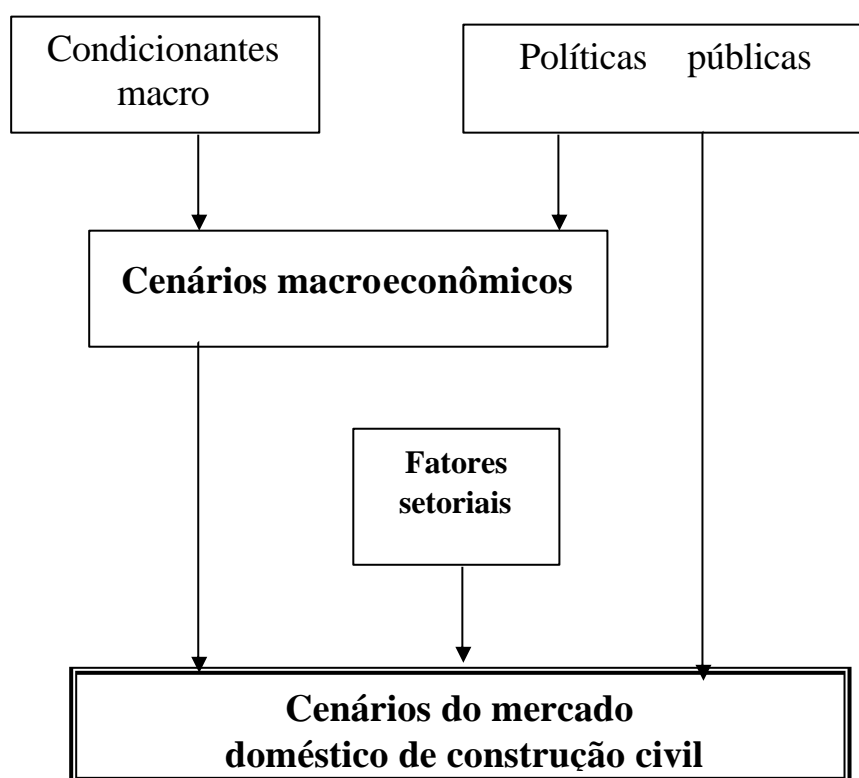 Condicionantes
macro
Políticas públicas
Cenários macroeconômicos
Fatores
setoriais
Cenários do mercado
doméstico de construção civil